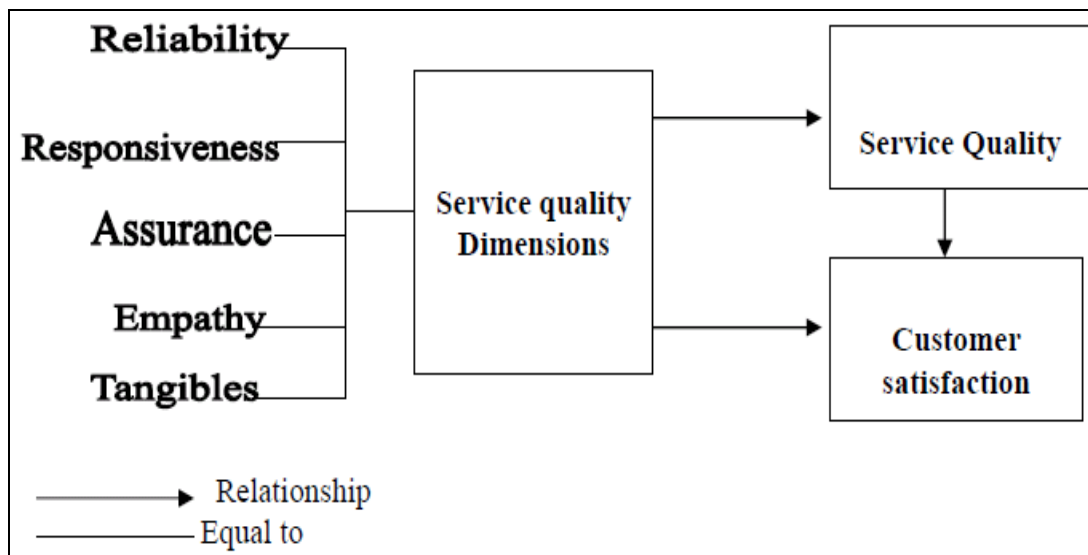 Reliability
Responsiveness
Assurance
Empathy
Tangibles
Service quality
Dimensions
Service Quality
Customer
satisfaction
Relationship
Equal to